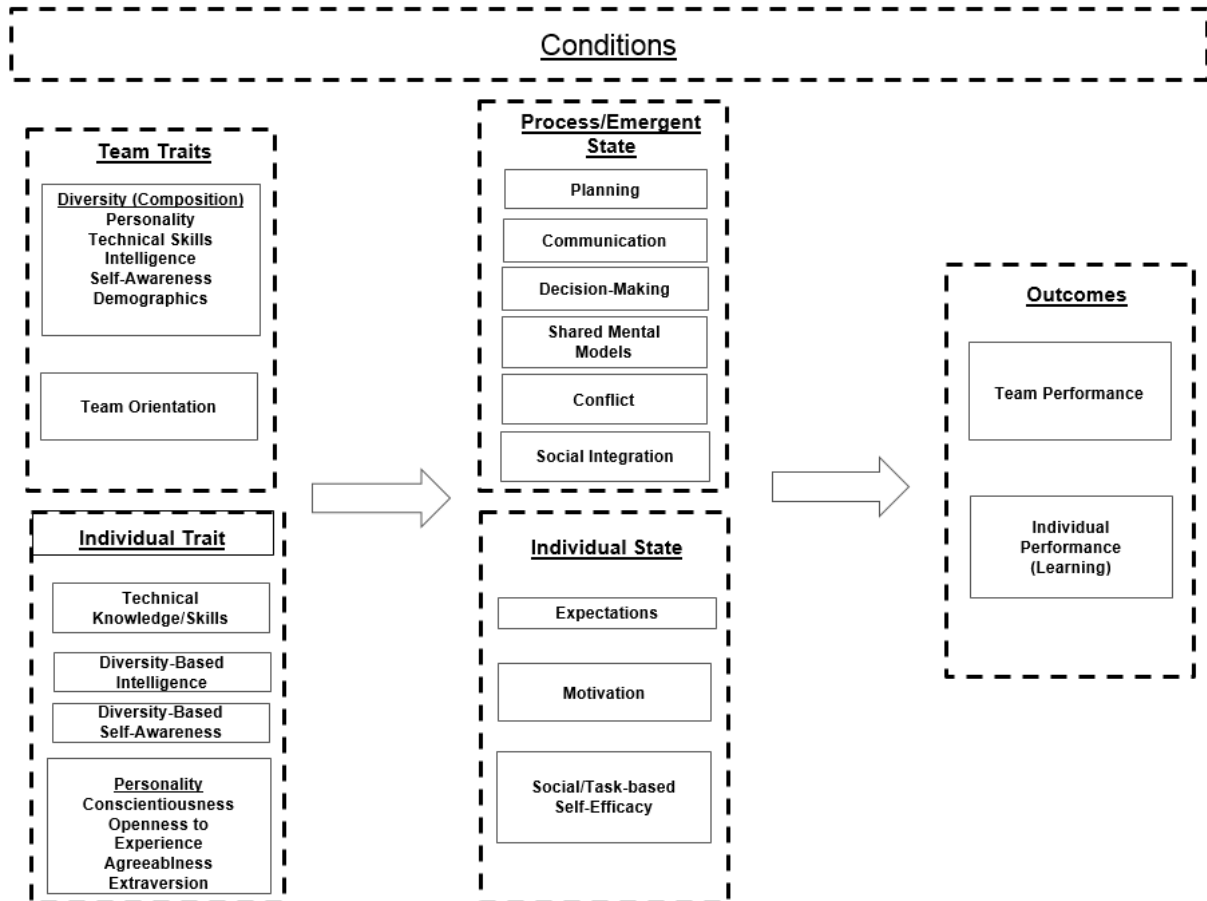 Conditions
Team Traits
Diversity (Composition)
Personality
Technical Skills
Intelligence
Self-Awareness
Demographics
Team Orientation
Individual Trait
Technical
Knowledge/Skills
Diversity-Based
Intelligence
Diversity-Based
Self-Awareness
Personality
Conscientiousness
Openness to
Experience
Agreeablness
Extraversion
Process/Emergent
State
Planning
Communication
Decision-Making
Shared Mental
Models
Conflict
Social Integration
Individual State
Expectations
Motivation
Social/Task-based
Self-Efficacy
Outcomes
Team Performance
Individual
Performance
(Learning)